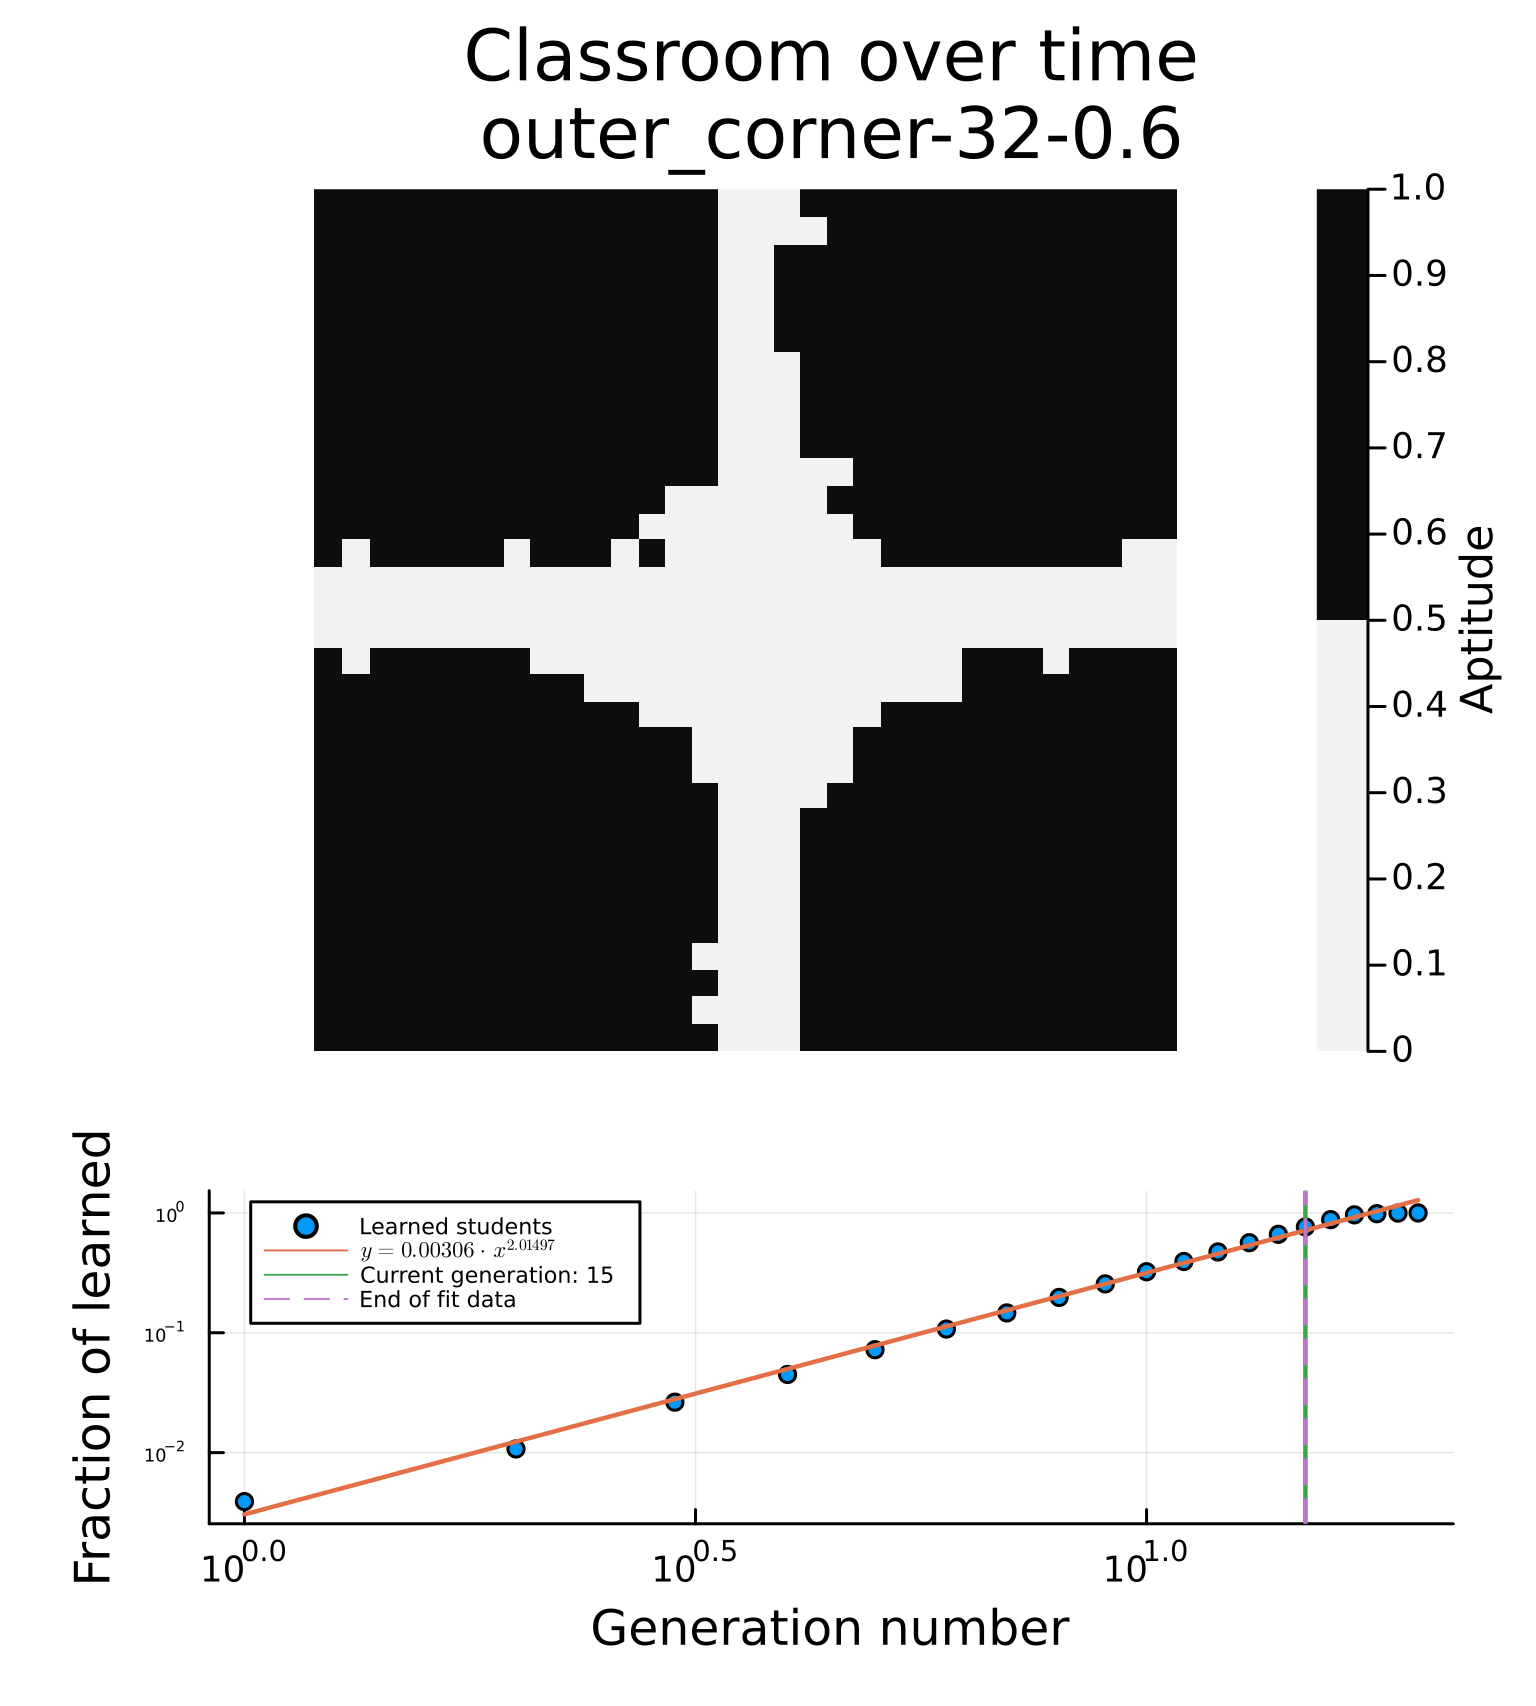 Classroom over time
outer_corner-32-0.6
1.0
0.9
0.8
0.7
0.6
0.5
0.4
0.3
0.2
0.1
0
Aptitude
Fraction of learned
10^0
10^−1
10^−2
Learned students
y = 0.00306 · x^2.01497
Current generation: 15
End of fit data
10^0.0
10^0.5
10^1.0
Generation number